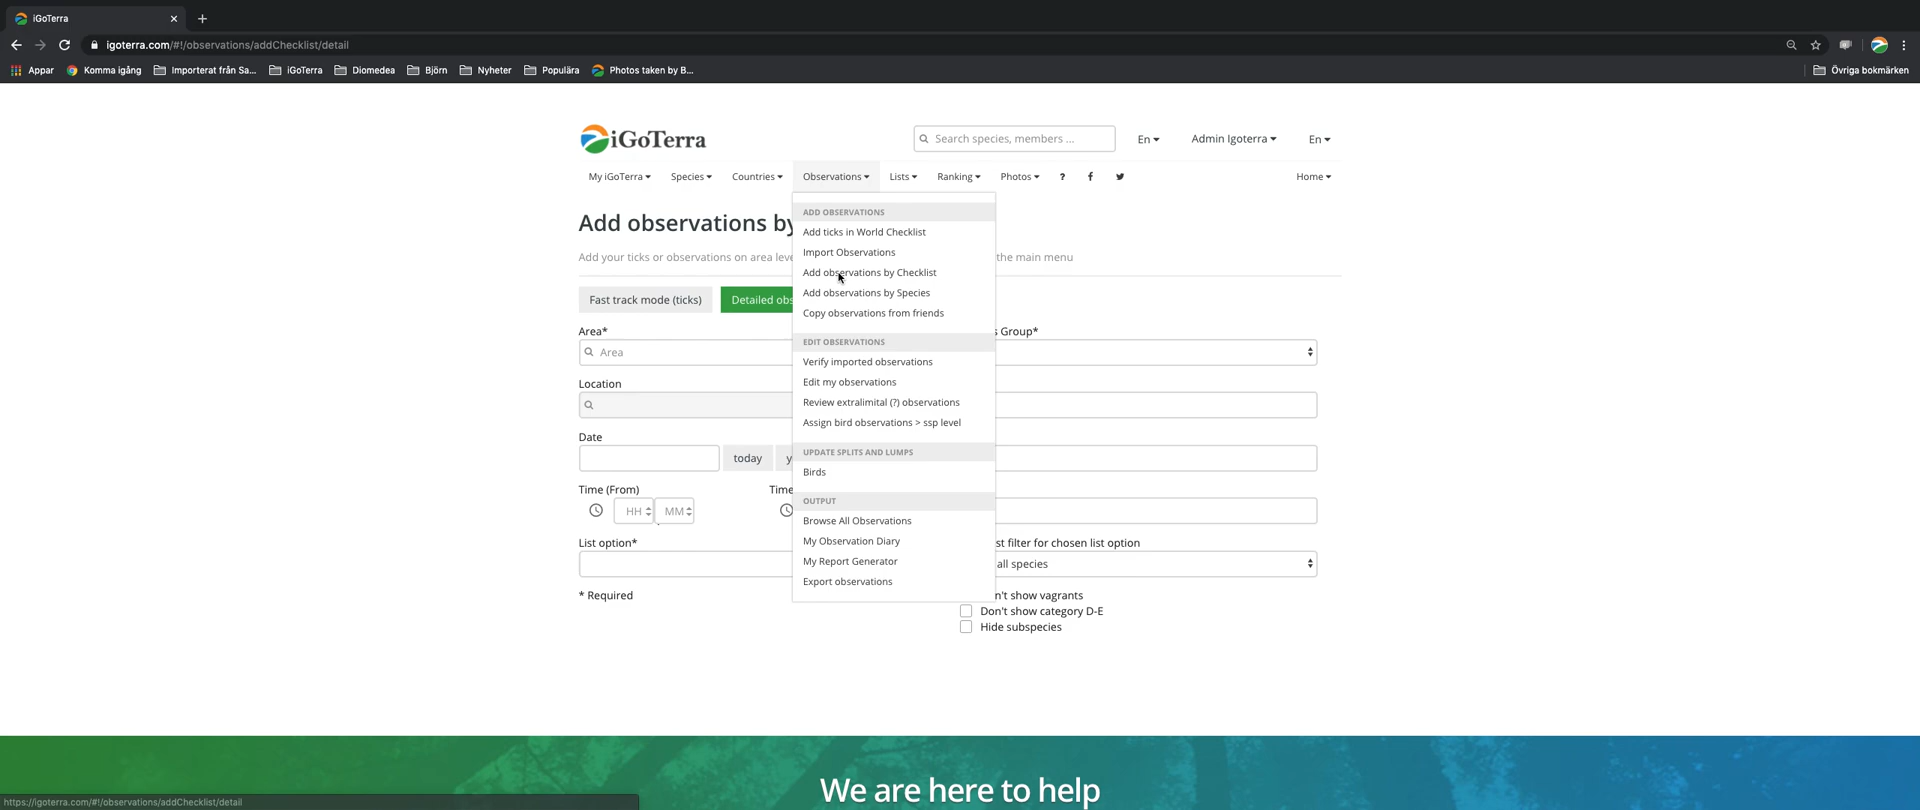 iGoTerra
igoterra.com/#!/observations/addChecklist/detail
Appar Komma igång Importerat från Sa... iGoTerra Diomedea Björn Nyheter Populära Photos taken by B... Övriga bokmärken
iGoTerra Search species, members ... En Admin Igoterra En
My iGoTerra Species Countries Observations Lists Ranking Photos ? Home
Add observations by
Add your ticks or observations on area leve the main menu
Fast track mode (ticks) Detailed obs
Area* s Group*
Area
Location
Date
today y
Time (From) Time
HH MM
List option* st filter for chosen list option
all species
* Required n't show vagrants
Don't show category D-E
Hide subspecies
ADD OBSERVATIONS
Add ticks in World Checklist
Import Observations
Add observations by Checklist
Add observations by Species
Copy observations from friends
EDIT OBSERVATIONS
Verify imported observations
Edit my observations
Review extralimital (?) observations
Assign bird observations > ssp level
UPDATE SPLITS AND LUMPS
Birds
OUTPUT
Browse All Observations
My Observation Diary
My Report Generator
Export observations
We are here to help
https://igoterra.com/#!/observations/addChecklist/detail